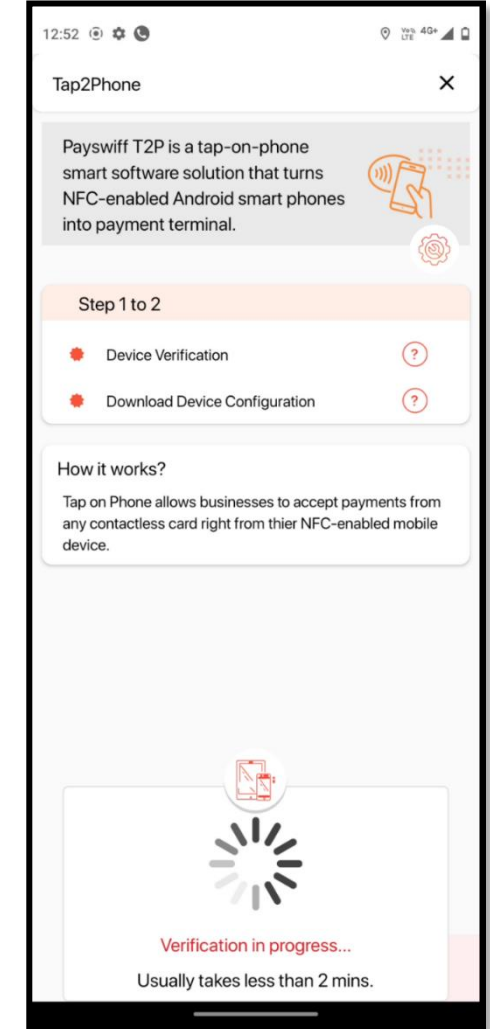 12:52
Vo%
LTE
4G+
Tap2Phone
Payswiff T2P is a tap-on-phone
smart software solution that turns
NFC-enabled Android smart phones
into payment terminal.
Step 1 to 2
Device Verification ?
Download Device Configuration ?
How it works?
Tap on Phone allows businesses to accept payments from
any contactless card right from thier NFC-enabled mobile
device.
Verification in progress...
Usually takes less than 2 mins.